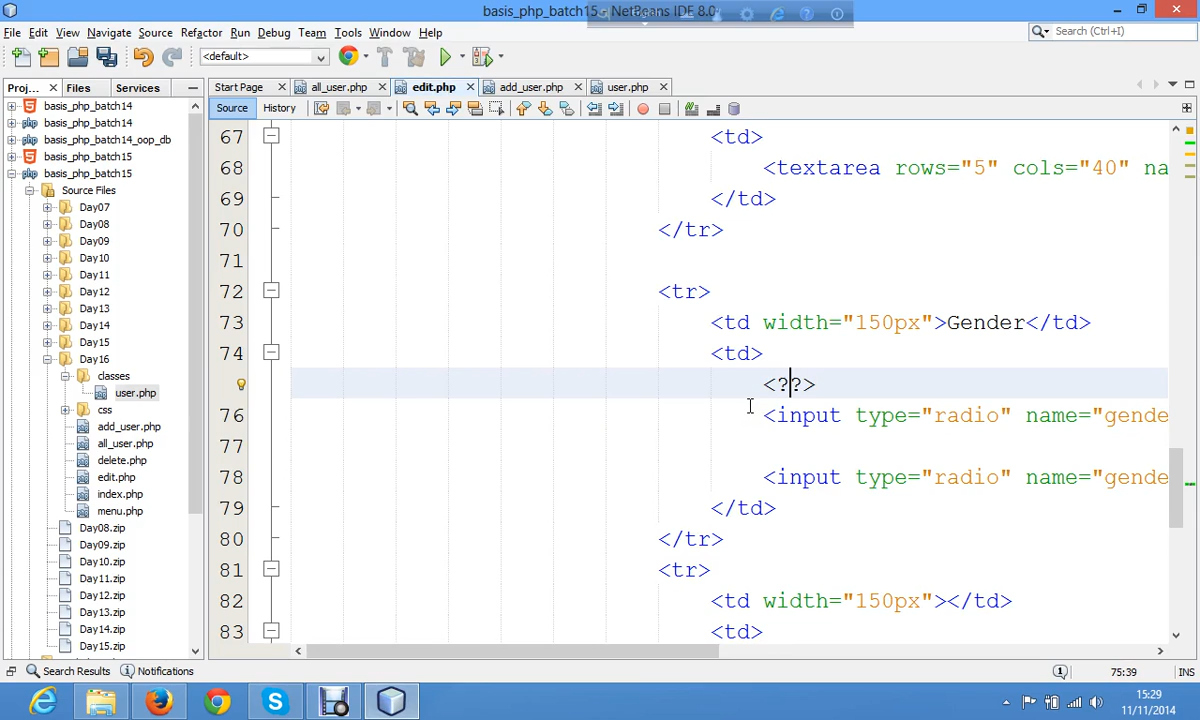 basis_php_batch15 - NetBeans IDE 8.0
File Edit View Navigate Source Refactor Run Debug Team Tools Window Help
Search (Ctrl+I)
<default>
Proj... Files Services
Start Page all_user.php edit.php add_user.php user.php
Source History
basis_php_batch14
basis_php_batch14
basis_php_batch14_oop_db
basis_php_batch15
basis_php_batch15
Source Files
Day07
Day08
Day09
Day10
Day11
Day12
Day13
Day14
Day15
Day16
classes
user.php
css
add_user.php
all_user.php
delete.php
edit.php
index.php
menu.php
Day08.zip
Day09.zip
Day10.zip
Day11.zip
Day12.zip
Day13.zip
Day14.zip
Day15.zip
67 <td>
68 <textarea rows="5" cols="40" na
69 </td>
70 </tr>
71
72 <tr>
73 <td width="150px">Gender</td>
74 <td>
<??>
76 <input type="radio" name="gende
77
78 <input type="radio" name="gende
79 </td>
80 </tr>
81 <tr>
82 <td width="150px"></td>
83 <td>
Search Results Notifications
75:39 INS
15:29
11/11/2014